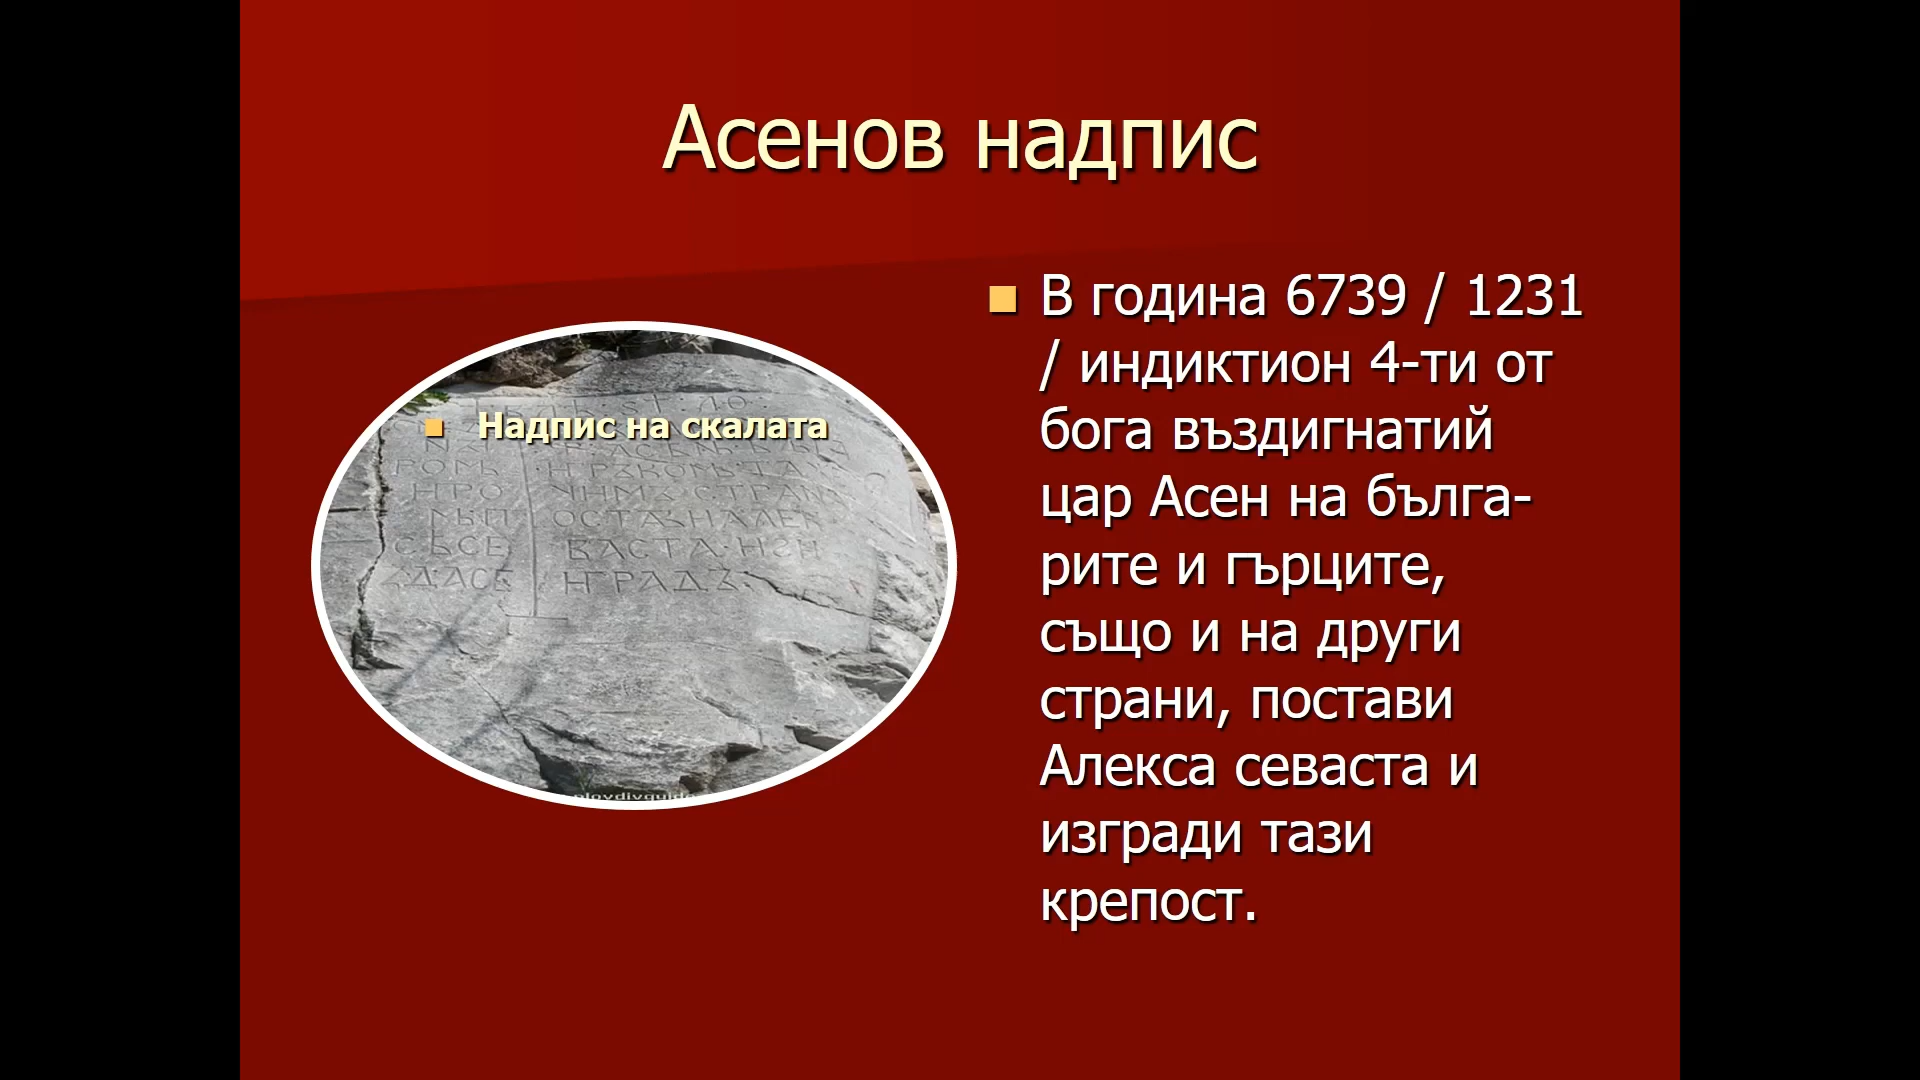 Асенов надпис
Надпис на скалата
В година 6739 / 1231
/ индиктион 4-ти от
бога въздигнатий
цар Асен на бълга-
рите и гърците,
също и на други
страни, постави
Алекса севаста и
изгради тази
крепост.